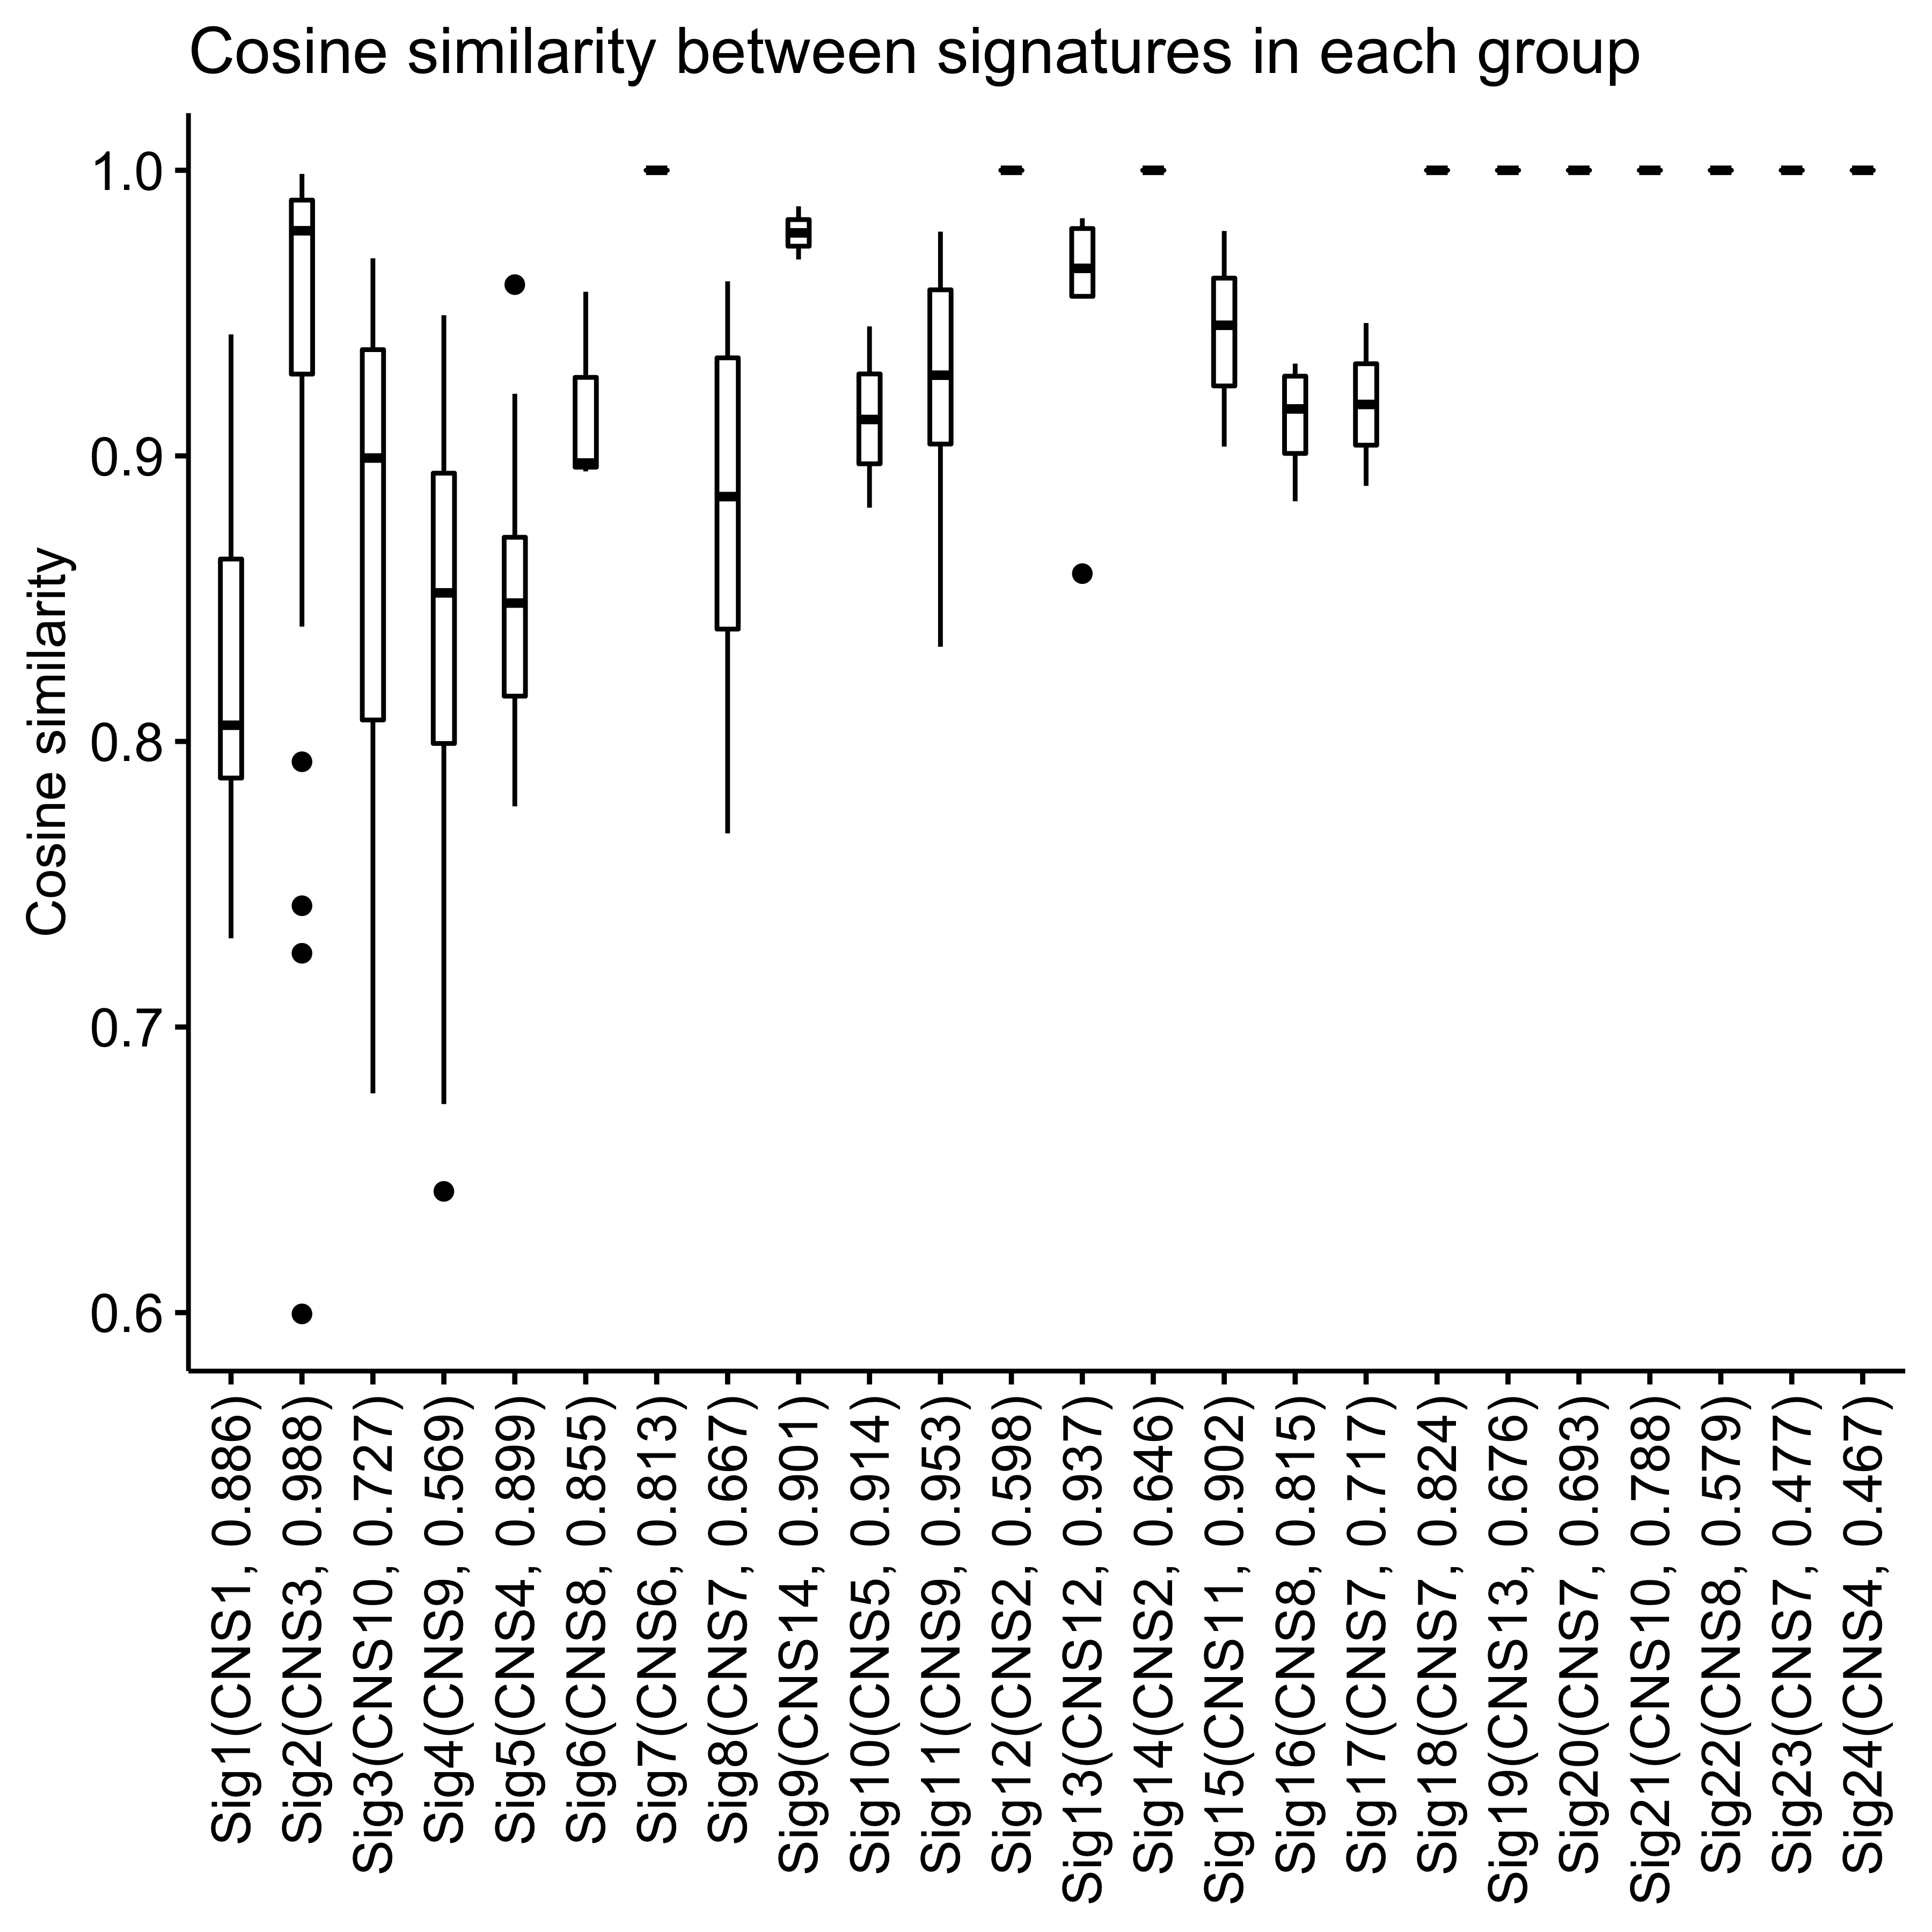 Cosine similarity between signatures in each group
Cosine similarity
1.0
0.9
0.8
0.7
0.6
Sig1(CNS1, 0.886)
Sig2(CNS3, 0.988)
Sig3(CNS10, 0.727)
Sig4(CNS9, 0.569)
Sig5(CNS4, 0.899)
Sig6(CNS8, 0.855)
Sig7(CNS6, 0.813)
Sig8(CNS7, 0.667)
Sig9(CNS14, 0.901)
Sig10(CNS5, 0.914)
Sig11(CNS9, 0.953)
Sig12(CNS2, 0.598)
Sig13(CNS12, 0.937)
Sig14(CNS2, 0.646)
Sig15(CNS11, 0.902)
Sig16(CNS8, 0.815)
Sig17(CNS7, 0.717)
Sig18(CNS7, 0.824)
Sig19(CNS13, 0.676)
Sig20(CNS7, 0.693)
Sig21(CNS10, 0.788)
Sig22(CNS8, 0.579)
Sig23(CNS7, 0.477)
Sig24(CNS4, 0.467)